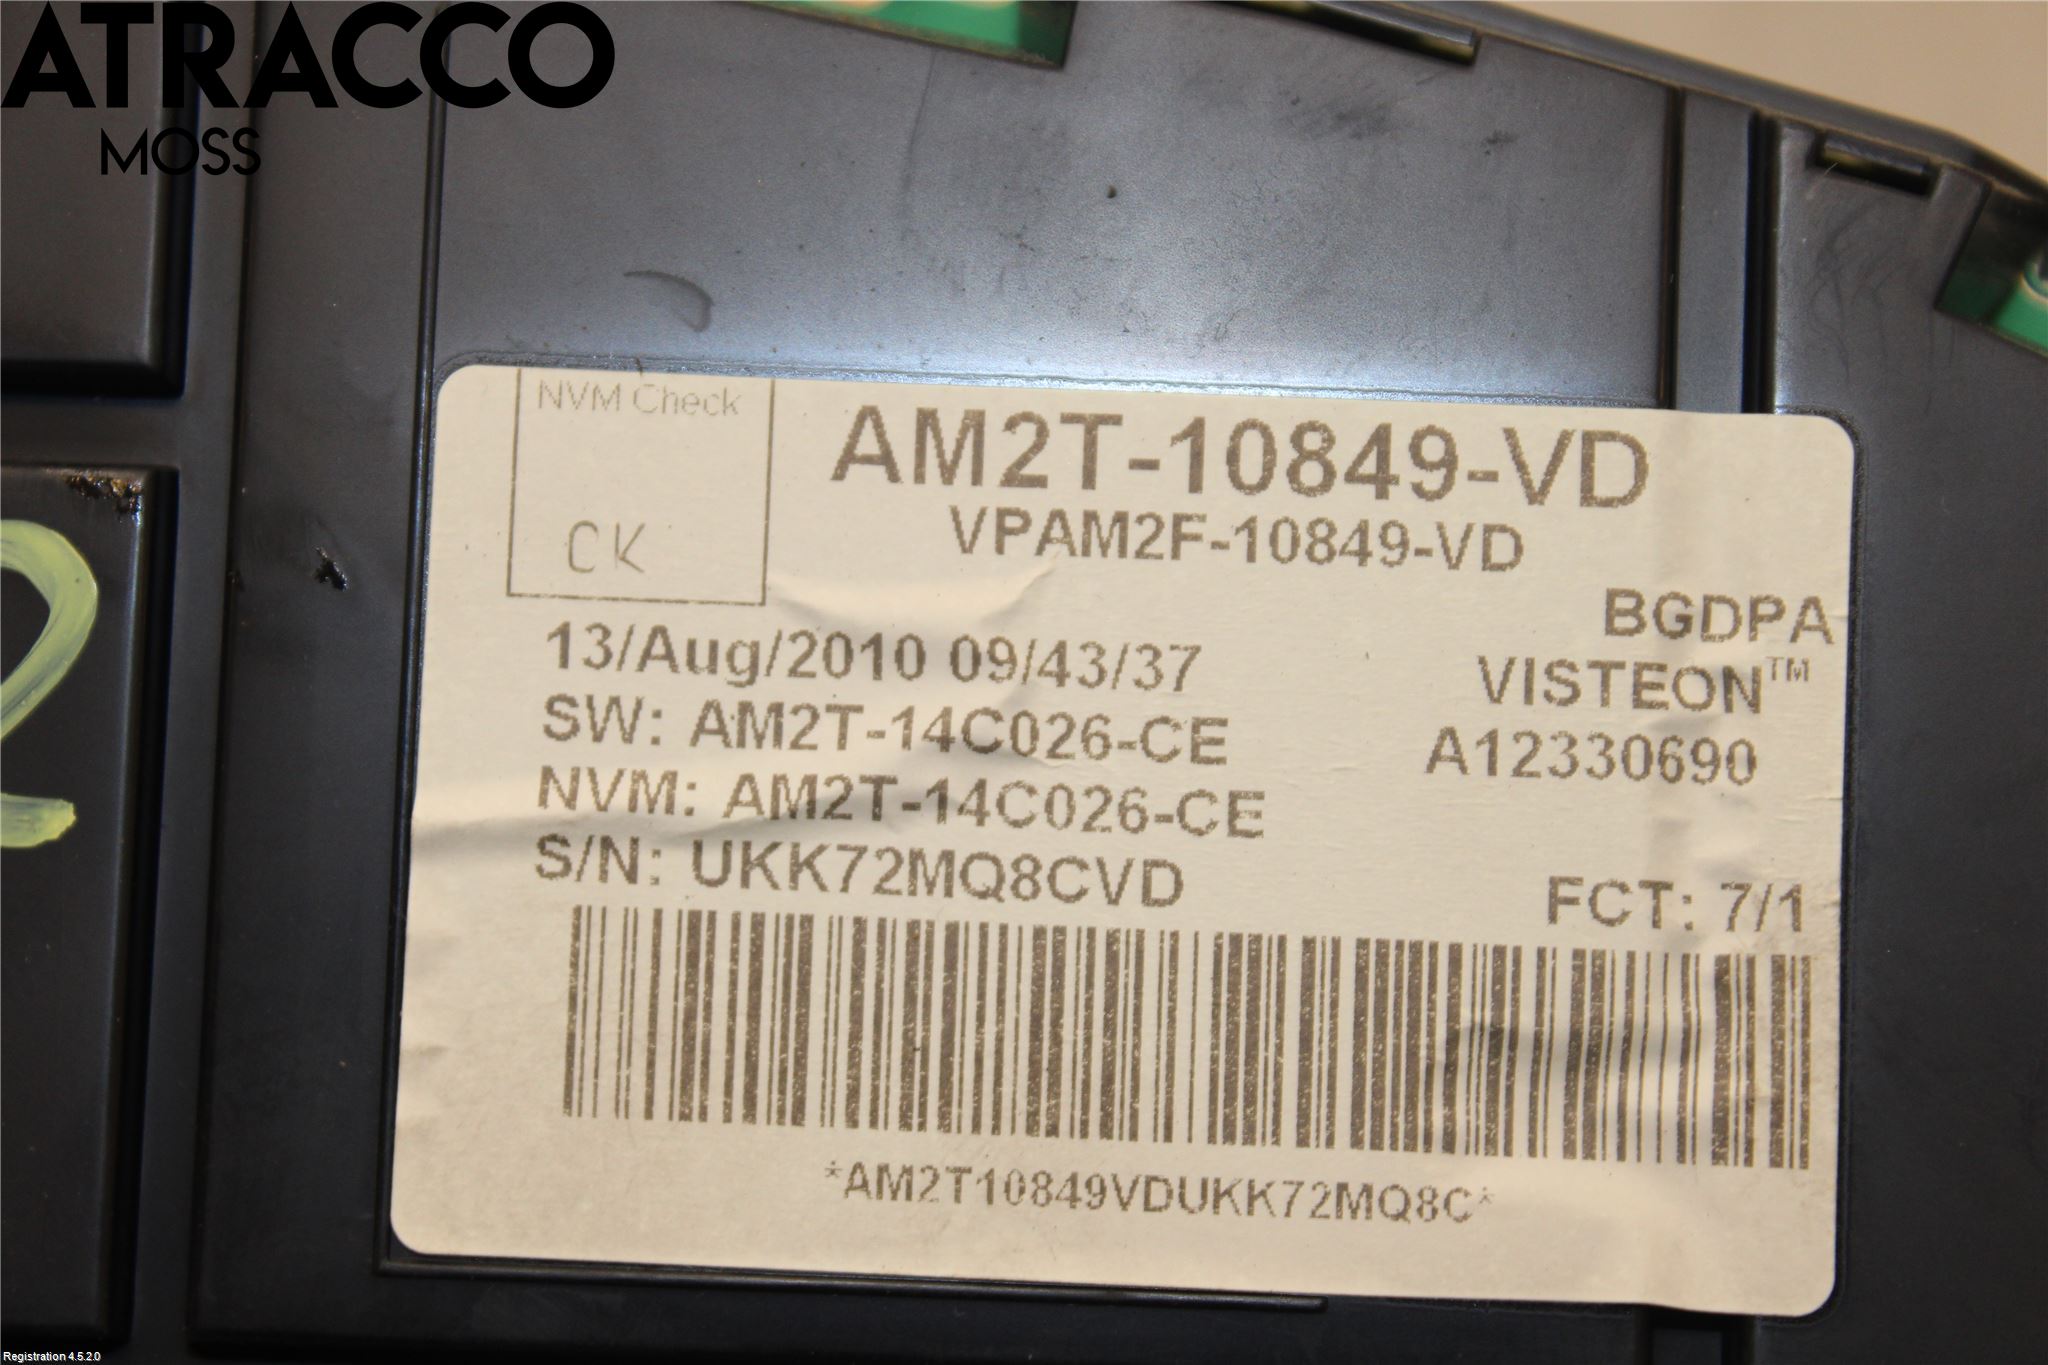 ATRACCO
MOSS
NVM Check
CK
AM2T-10849-VD
VPAM2F-10849-VD
BGDPA
13/Aug/2010 09/43/37
VISTEON™
SW: AM2T-14C026-CE
A12330690
NVM: AM2T-14C026-CE
S/N: UKK72MQ8CVD
FCT: 7/1
*AM2T10849VDUKK72MQ8C*
2
Registration 4.5.2.0